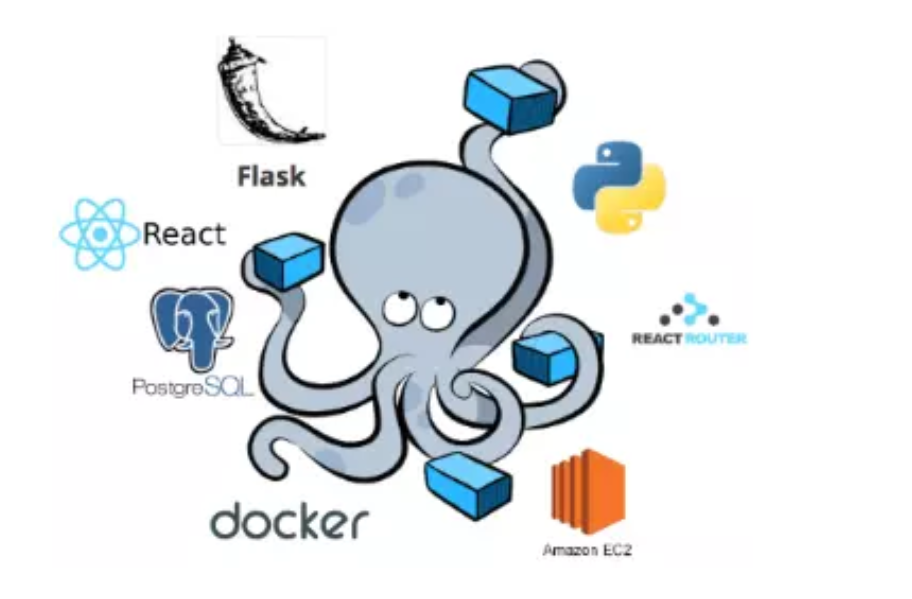 Flask
React
PostgreSQL
REACT ROUTER
docker
Amazon EC2